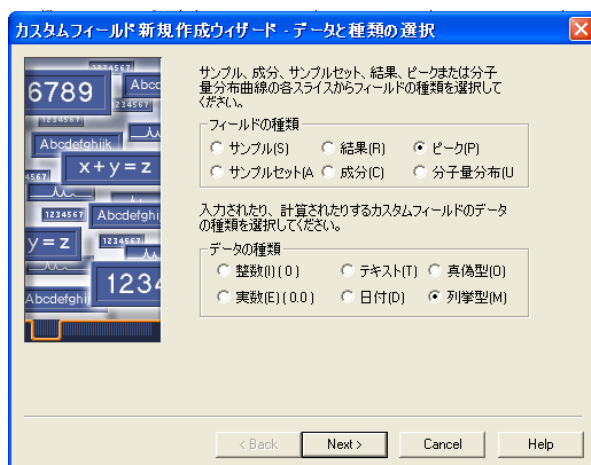 カスタムフィールド新規作成ウィザード - データと種類の選択
サンプル、成分、サンプルセット、結果、ピークまたは分子
量分布曲線の各スライスからフィールドの種類を選択して
ください。
フィールドの種類
サンプル(S) 結果(R) ピーク(P)
サンプルセット(A 成分(C) 分子量分布(U
入力されたり、計算されたりするカスタムフィールドのデータ
の種類を選択してください。
データの種類
整数(I)(0) テキスト(T) 真偽型(O)
実数(E)(0.0) 日付(D) 列挙型(M)
1234567
6789 Abcc
234567
1234567
Abcdefghijk
4567 x+y=z
1234567 Abcdefghi
y=z 1234567
1234
Abcdefghi
< Back Next > Cancel Help